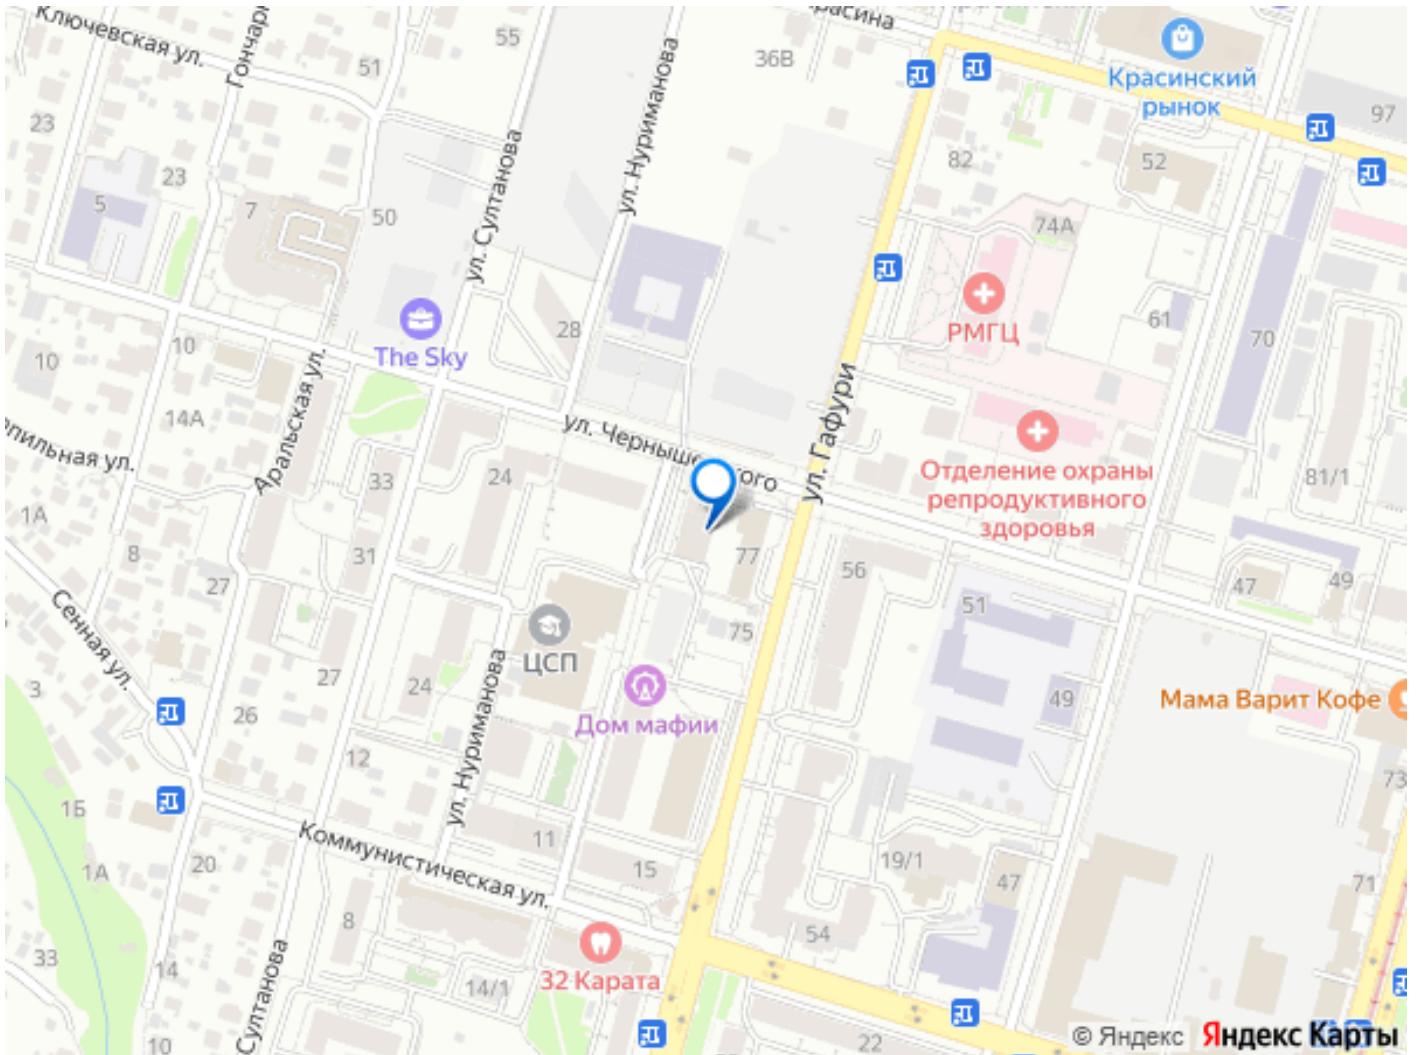 Ключевская ул.
Гончарн
55
51
ул. Нуриманова
36В
расина
Красинский
рынок
97
23
5
23
7
50
ул. Султанова
82
52
74А
РМГЦ
61
70
28
The Sky
10
10
14А
Аральская ул.
пильная ул.
33
24
ул. Черныше
ого
ул. Гафури
Отделение охраны
репродуктивного
здоровья
81/1
1А
8
27
31
77
56
51
47
49
Сенная ул.
ЦСП
75
3
27
24
26
Дом мафии
49
Мама Варит Кофе
ул. Нуриманова
12
73
1Б
1А
20
Коммунистическая ул.
11
15
19/1
47
71
8
54
32 Карата
33
14
14/1
Султанова
10
22
© Яндекс
Яндекс Карты